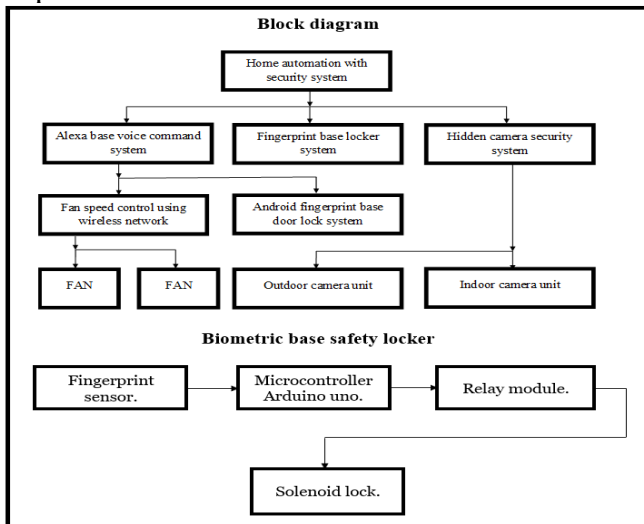 Block diagram
Home automation with
security system
Alexa base voice command
system
Fingerprint base locker
system
Hidden camera security
system
Fan speed control using
wireless network
Android fingerprint base
door lock system
FAN
FAN
Outdoor camera unit
Indoor camera unit
Biometric base safety locker
Fingerprint
sensor.
Microcontroller
Arduino uno.
Relay module.
Solenoid lock.